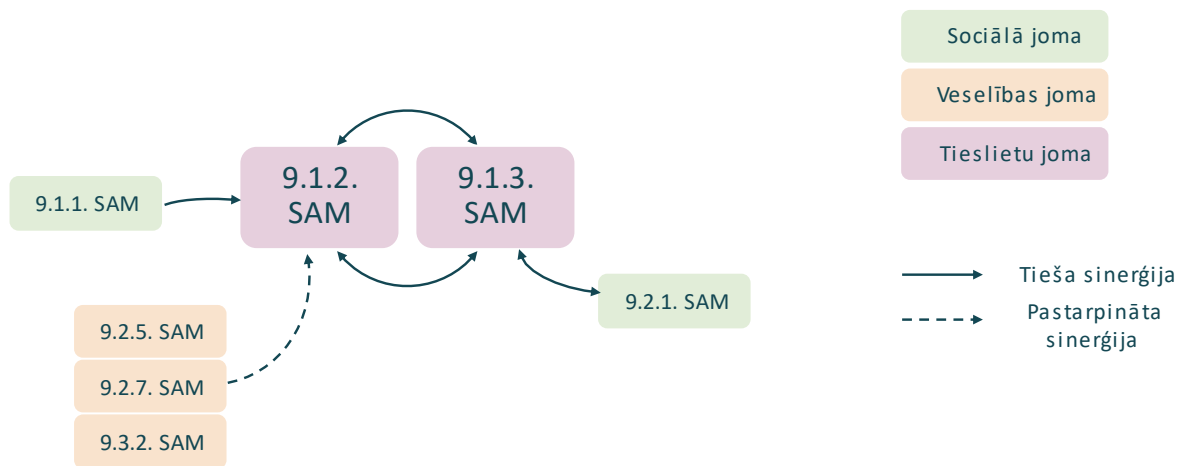 Sociālā joma
Veselības joma
Tieslietu joma
9.1.2.
SAM
9.1.3.
SAM
9.1.1. SAM
9.2.1. SAM
9.2.5. SAM
9.2.7. SAM
9.3.2. SAM
Tieša sinerģija
Pastarpināta
sinerģija